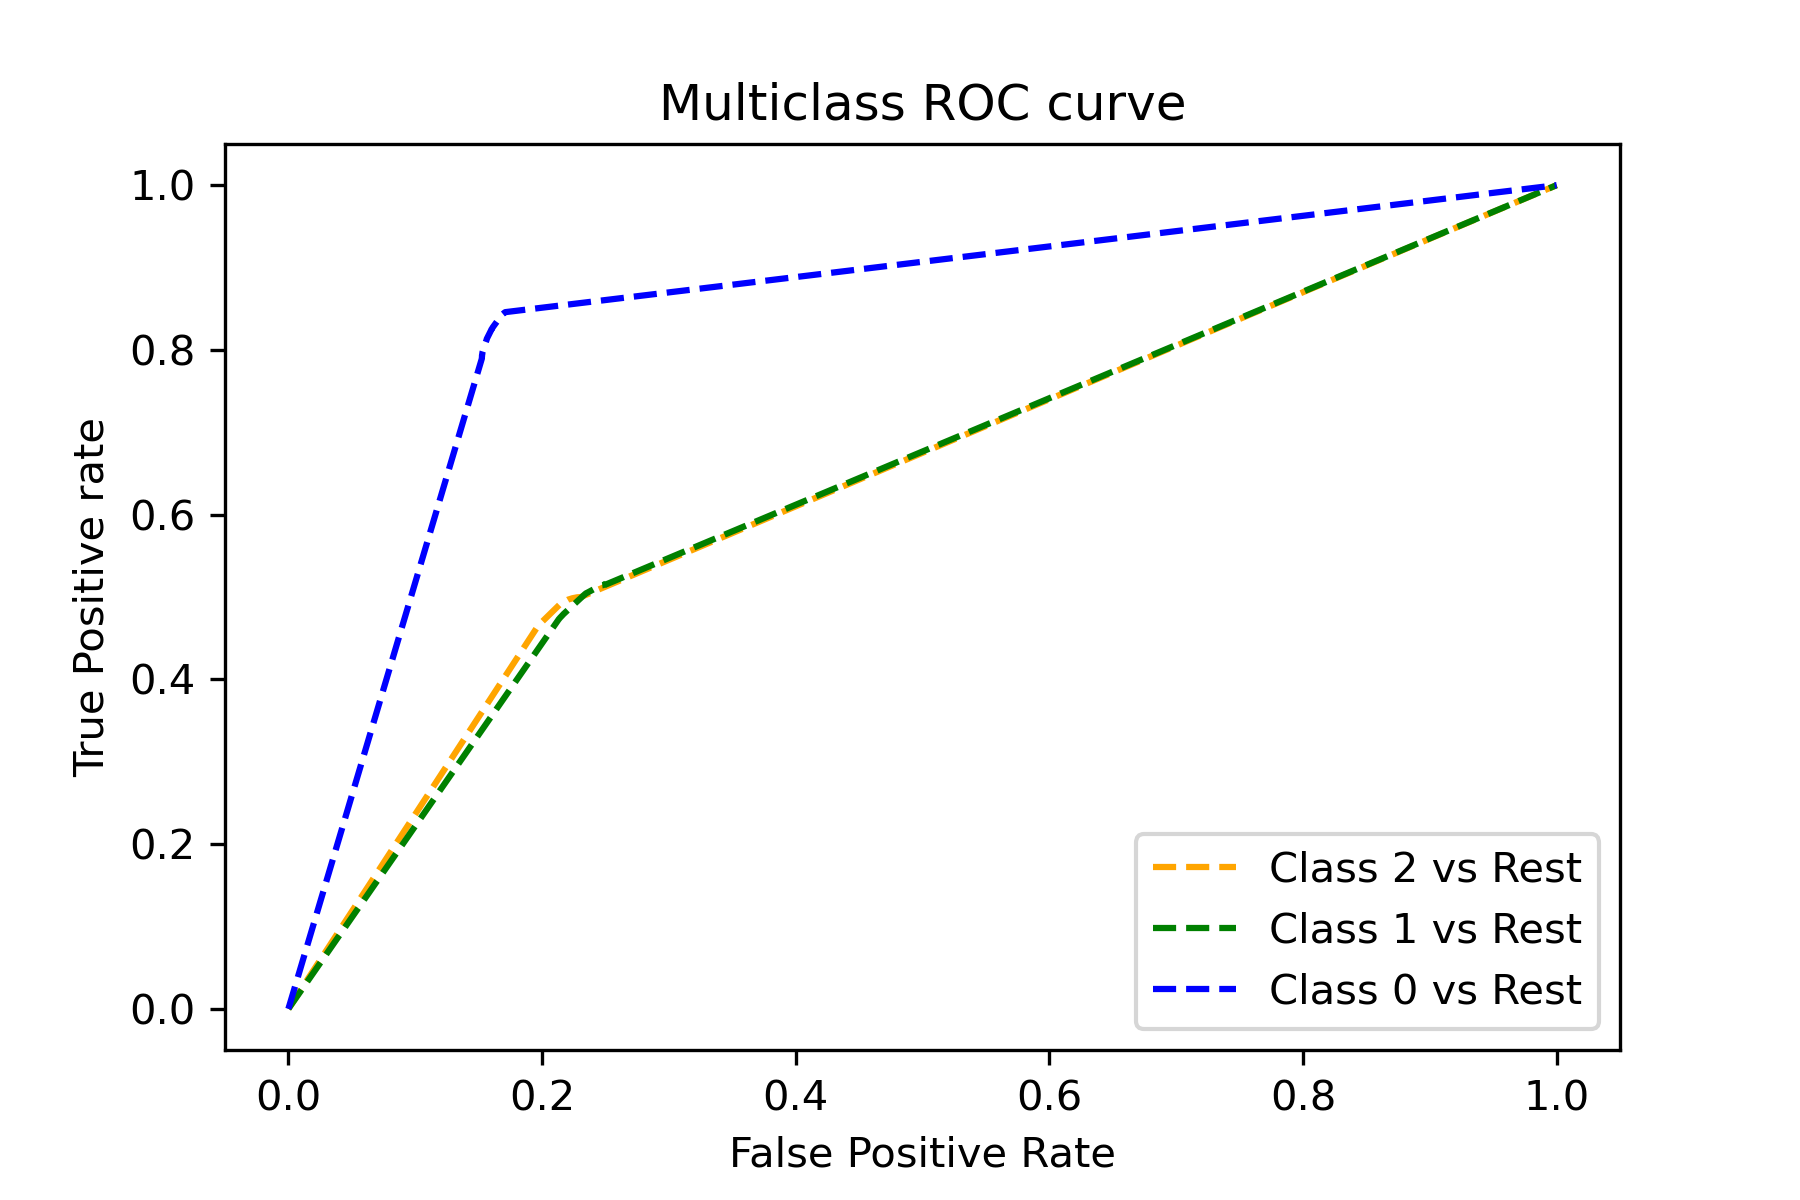 Multiclass ROC curve
1.0
0.8
0.6
0.4
0.2
0.0
True Positive rate
Class 2 vs Rest
Class 1 vs Rest
Class 0 vs Rest
0.0 0.2 0.4 0.6 0.8 1.0
False Positive Rate